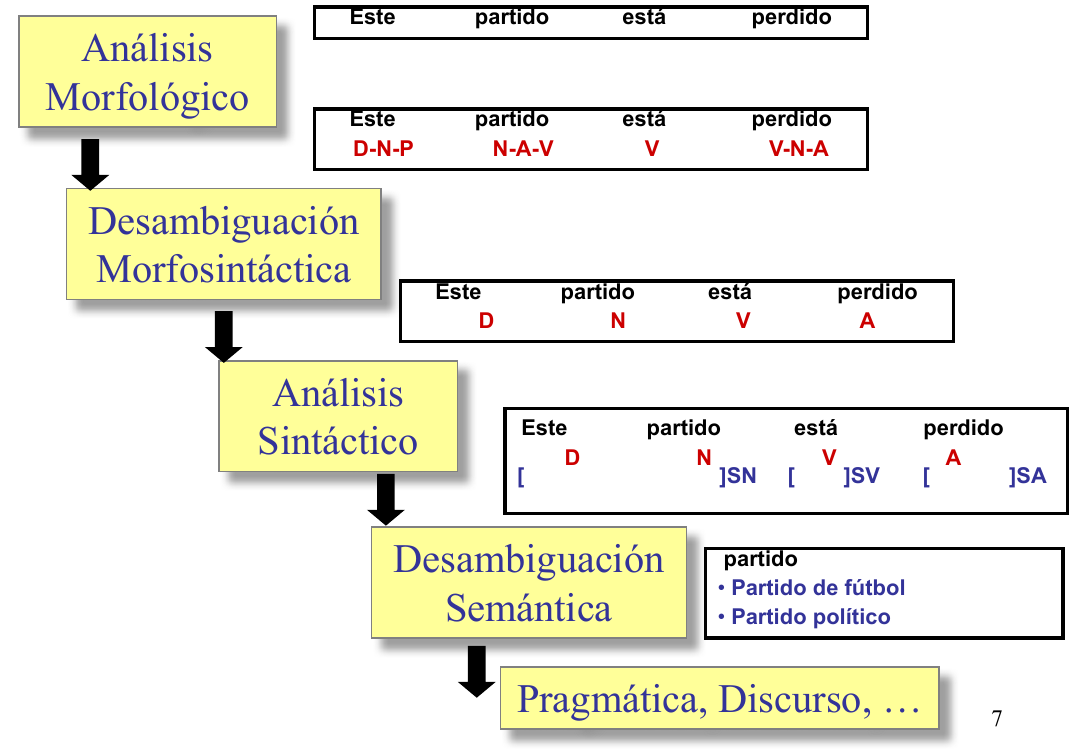 Análisis
Morfológico
Este partido está perdido
Este partido está perdido
D-N-P N-A-V V V-N-A
Desambiguación
Morfosintáctica
Este partido está perdido
D N V A
Análisis
Sintáctico
Este partido está perdido
D N V A
[ ]SN [ ]SV [ ]SA
Desambiguación
Semántica
partido
• Partido de fútbol
• Partido político
Pragmática, Discurso, …
7